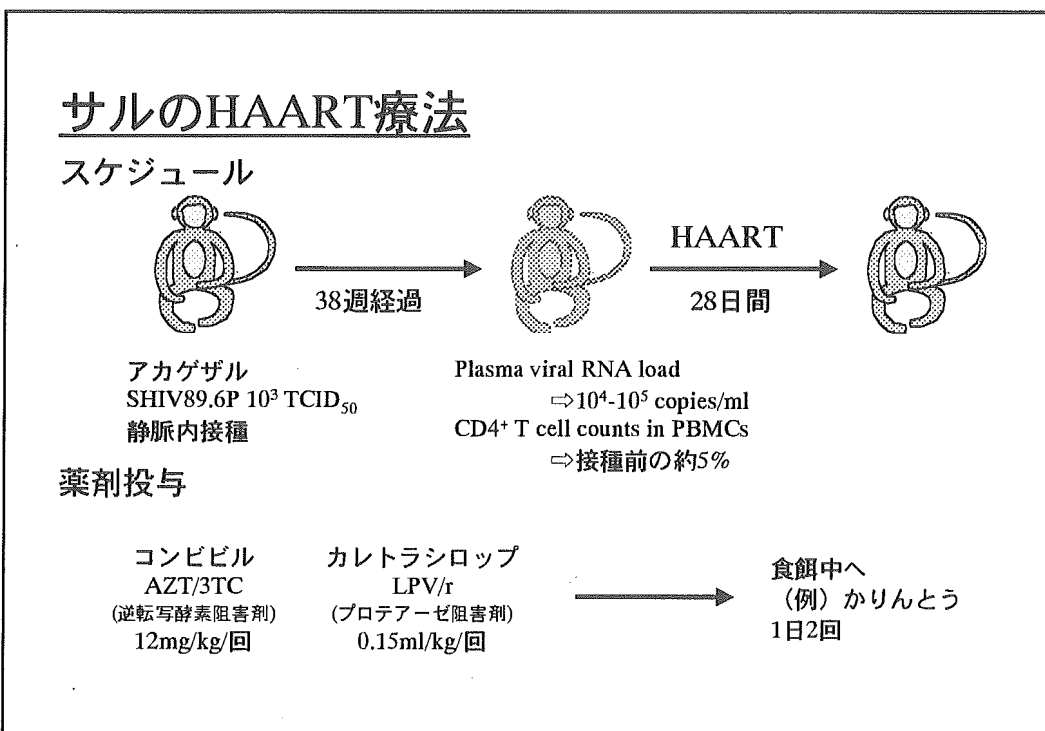 サルのHAART療法
スケジュール
HAART
38週経過
28日間
アカゲザル
SHIV89.6P 10³ TCID₅₀
静脈内接種
Plasma viral RNA load
⇨10⁴-10⁵ copies/ml
CD4⁺ T cell counts in PBMCs
⇨接種前の約5%
薬剤投与
コンビビル
AZT/3TC
(逆転写酵素阻害剤)
12mg/kg/回
カレトラシロップ
LPV/r
(プロテアーゼ阻害剤)
0.15ml/kg/回
食餌中へ
（例）かりんとう
1日2回